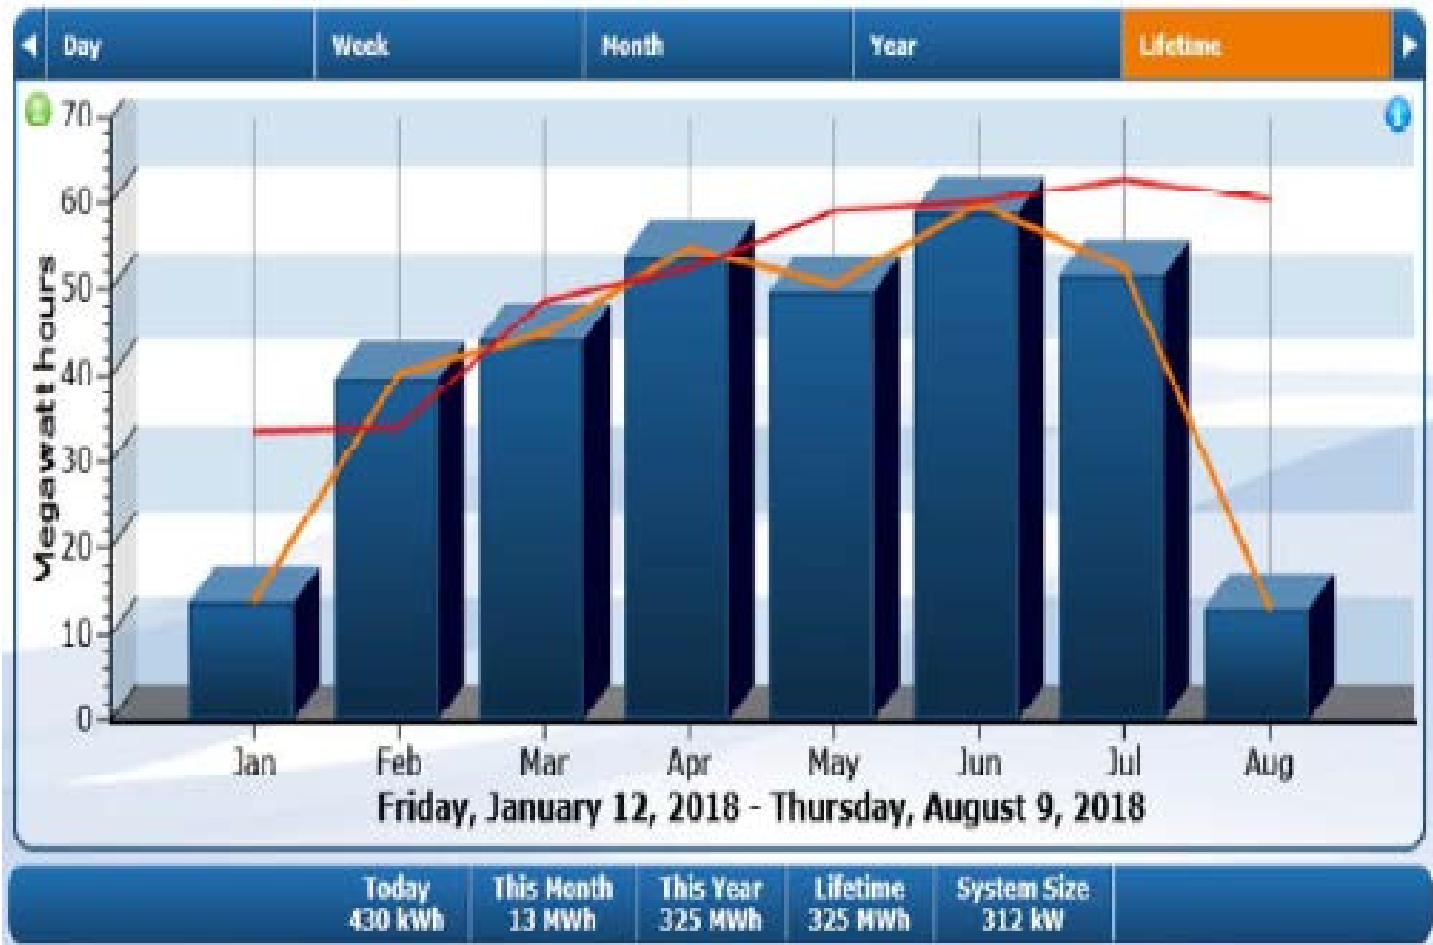 Day Week Month Year Lifetime
70
60
50
40
30
20
10
0
Megawatt hours
Jan Feb Mar Apr May Jun Jul Aug
Friday, January 12, 2018 - Thursday, August 9, 2018
Today This Month This Year Lifetime System Size
430 kWh 13 MWh 325 MWh 325 MWh 312 kW